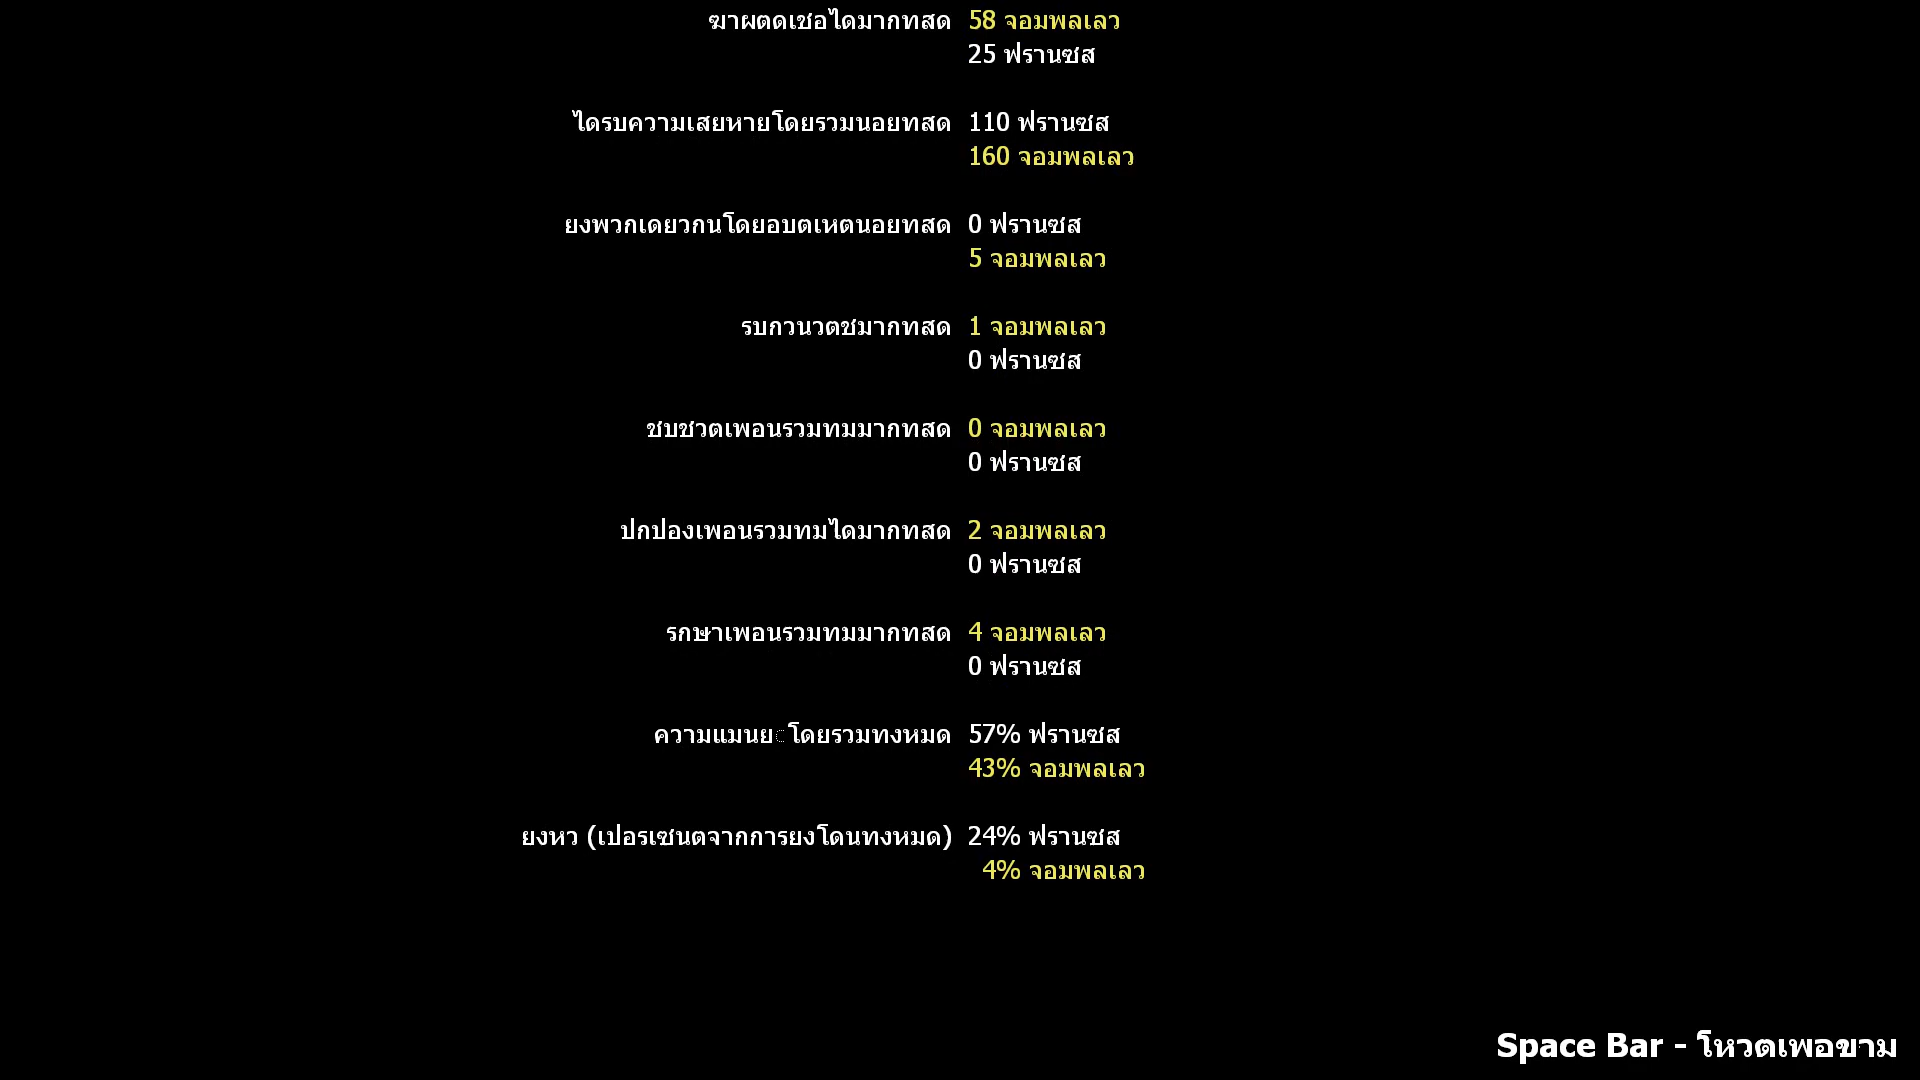 ฆาผตดเชอไดมากทสด 58 จอมพลเลว
25 ฟรานซส
ไดรบความเสยหายโดยรวมนอยทสด 110 ฟรานซส
160 จอมพลเลว
ยงพวกเดยวกนโดยอบตเหตนอยทสด 0 ฟรานซส
5 จอมพลเลว
รบกวนวตชมากทสด 1 จอมพลเลว
0 ฟรานซส
ชบชวตเพอนรวมทมมากทสด 0 จอมพลเลว
0 ฟรานซส
ปกปองเพอนรวมทมไดมากทสด 2 จอมพลเลว
0 ฟรานซส
รกษาเพอนรวมทมมากทสด 4 จอมพลเลว
0 ฟรานซส
ความแมนยโดยรวมทงหมด 57% ฟรานซส
43% จอมพลเลว
ยงหว (เปอรเซนตจากการยงโดนทงหมด) 24% ฟรานซส
4% จอมพลเลว
Space Bar - โหวตเพอขาม